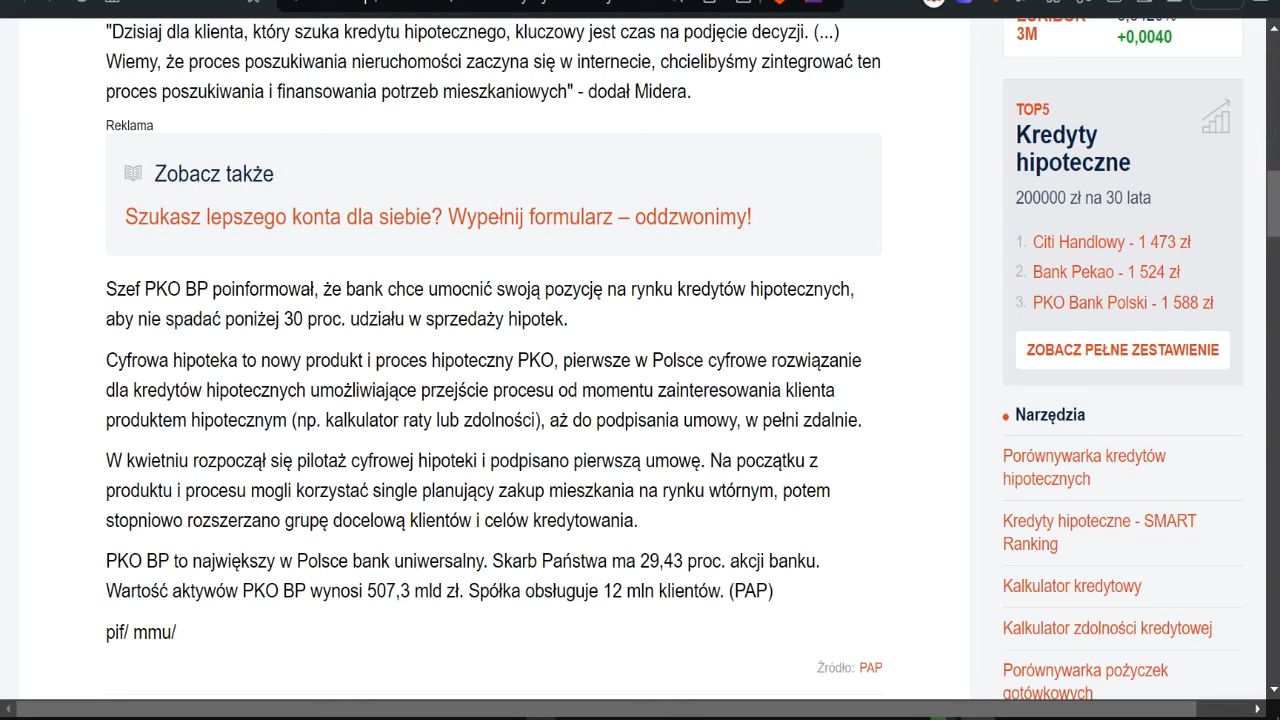 "Dzisiaj dla klienta, który szuka kredytu hipotecznego, kluczowy jest czas na podjęcie decyzji. (...)
Wiemy, że proces poszukiwania nieruchomości zaczyna się w internecie, chcielibyśmy zintegrować ten
proces poszukiwania i finansowania potrzeb mieszkaniowych" - dodał Midera.
Reklama
Zobacz także
Szukasz lepszego konta dla siebie? Wypełnij formularz – oddzwonimy!
Szef PKO BP poinformował, że bank chce umocnić swoją pozycję na rynku kredytów hipotecznych,
aby nie spadać poniżej 30 proc. udziału w sprzedaży hipotek.
Cyfrowa hipoteka to nowy produkt i proces hipoteczny PKO, pierwsze w Polsce cyfrowe rozwiązanie
dla kredytów hipotecznych umożliwiające przejście procesu od momentu zainteresowania klienta
produktem hipotecznym (np. kalkulator raty lub zdolności), aż do podpisania umowy, w pełni zdalnie.
W kwietniu rozpoczął się pilotaż cyfrowej hipoteki i podpisano pierwszą umowę. Na początku z
produktu i procesu mogli korzystać single planujący zakup mieszkania na rynku wtórnym, potem
stopniowo rozszerzano grupę docelową klientów i celów kredytowania.
PKO BP to największy w Polsce bank uniwersalny. Skarb Państwa ma 29,43 proc. akcji banku.
Wartość aktywów PKO BP wynosi 507,3 mld zł. Spółka obsługuje 12 mln klientów. (PAP)
pif/ mmu/
Źródło: PAP
3M
+0,0040
TOP5
Kredyty
hipoteczne
200000 zł na 30 lata
1. Citi Handlowy - 1 473 zł
2. Bank Pekao - 1 524 zł
3. PKO Bank Polski - 1 588 zł
ZOBACZ PEŁNE ZESTAWIENIE
Narzędzia
Porównywarka kredytów
hipotecznych
Kredyty hipoteczne - SMART
Ranking
Kalkulator kredytowy
Kalkulator zdolności kredytowej
Porównywarka pożyczek
gotówkowych